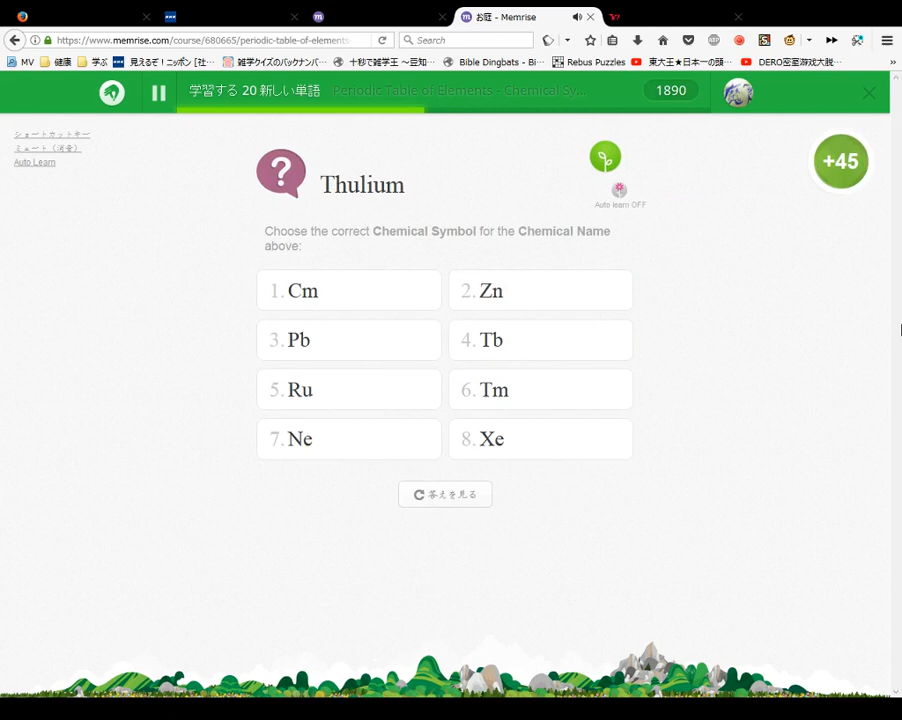 お庭 - Memrise
https://www.memrise.com/course/680665/periodic-table-of-elements-
Search
MV 健康 学ぶ 見えるぞ！ニッポン [社… 雑学クイズのバックナンバ… 十秒で雑学王 ～豆知… Bible Dingbats - Bi… Rebus Puzzles 東大王★日本一の頭… DERO密室游戏大脱…
学習する 20 新しい単語 Periodic Table of Elements - Chemical Sy... 1890
ショートカットキー
ミュート（消音）
Auto Learn
+45
? Thulium
Auto learn OFF
Choose the correct Chemical Symbol for the Chemical Name
above:
1. Cm 2. Zn
3. Pb 4. Tb
5. Ru 6. Tm
7. Ne 8. Xe
答えを見る